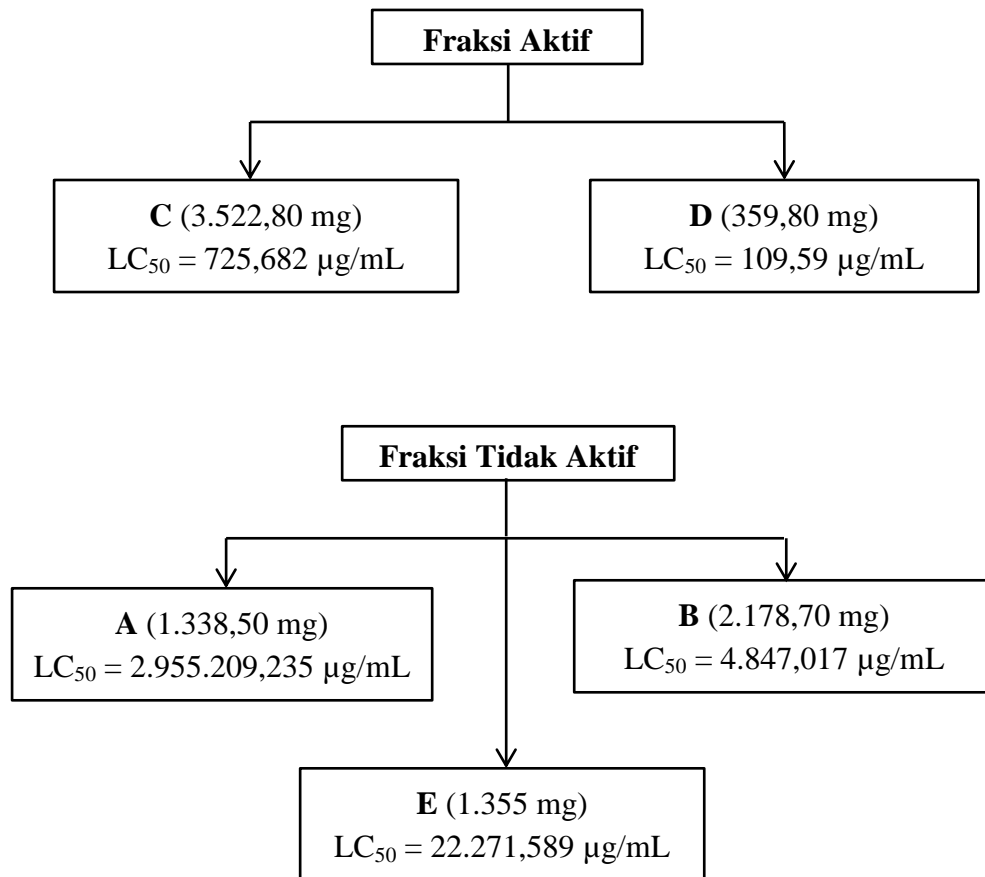 Fraksi Aktif
C (3.522,80 mg)
LC₅₀ = 725,682 µg/mL
D (359,80 mg)
LC₅₀ = 109,59 µg/mL
Fraksi Tidak Aktif
A (1.338,50 mg)
LC₅₀ = 2.955.209,235 µg/mL
B (2.178,70 mg)
LC₅₀ = 4.847,017 µg/mL
E (1.355 mg)
LC₅₀ = 22.271,589 µg/mL